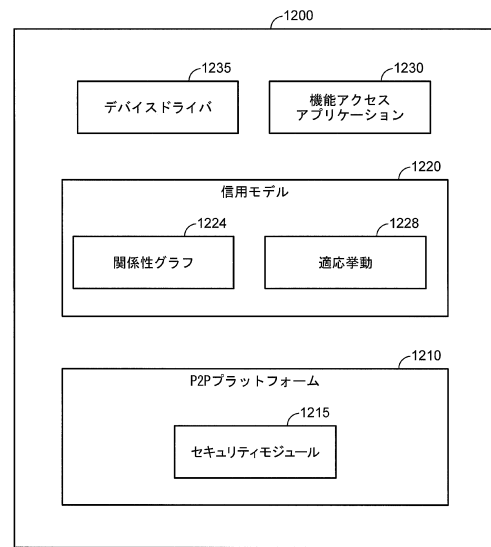 1200
1235
デバイスドライバ
1230
機能アクセス
アプリケーション
1220
信用モデル
1224
関係性グラフ
1228
適応挙動
1210
P2Pプラットフォーム
1215
セキュリティモジュール